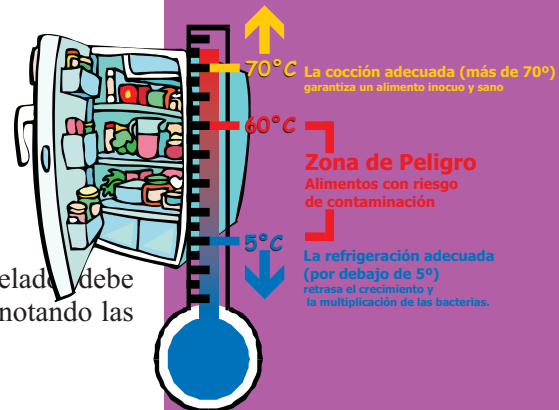 70°C
La cocción adecuada (más de 70º)
garantiza un alimento inocuo y sano
60°C
Zona de Peligro
Alimentos con riesgo
de contaminación
5°C
La refrigeración adecuada
(por debajo de 5º)
retrasa el crecimiento y
la multiplicación de las bacterias.
debe
notando las